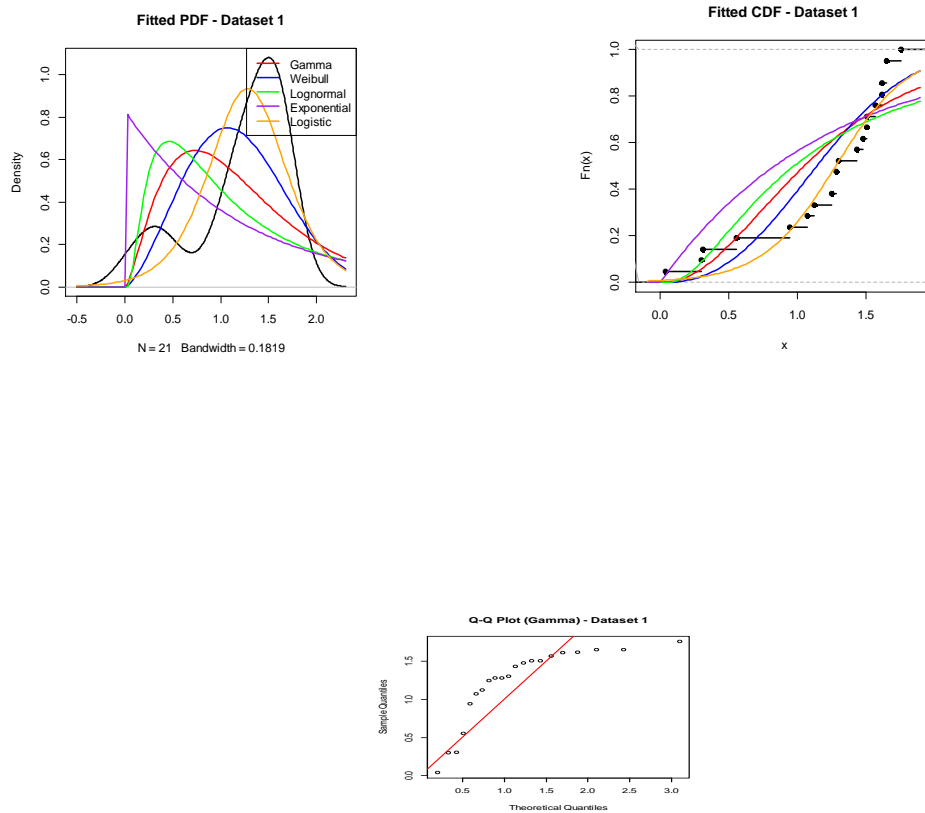 Fitted PDF - Dataset 1
Density
0.0 0.2 0.4 0.6 0.8 1.0
Gamma
Weibull
Lognormal
Exponential
Logistic
-0.5 0.0 0.5 1.0 1.5 2.0
N = 21 Bandwidth = 0.1819
Fitted CDF - Dataset 1
Fn(x)
0.0 0.2 0.4 0.6 0.8 1.0
0.0 0.5 1.0 1.5
x
Q-Q Plot (Gamma) - Dataset 1
Sample Quantiles
0.0 0.5 1.0 1.5
0.5 1.0 1.5 2.0 2.5 3.0
Theoretical Quantiles